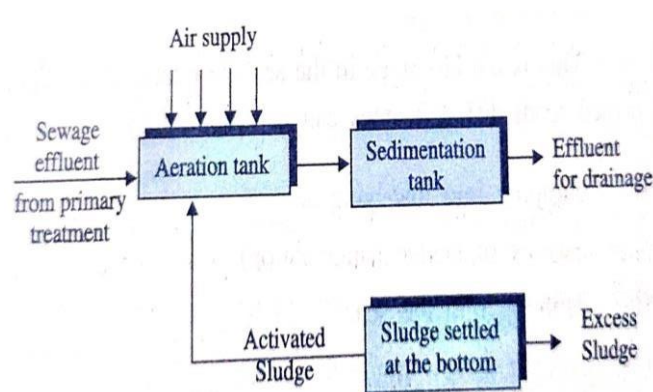 Air supply
Sewage
effluent
from primary
treatment
Aeration tank
Sedimentation
tank
Effluent
for drainage
Activated
Sludge
Sludge settled
at the bottom
Excess
Sludge